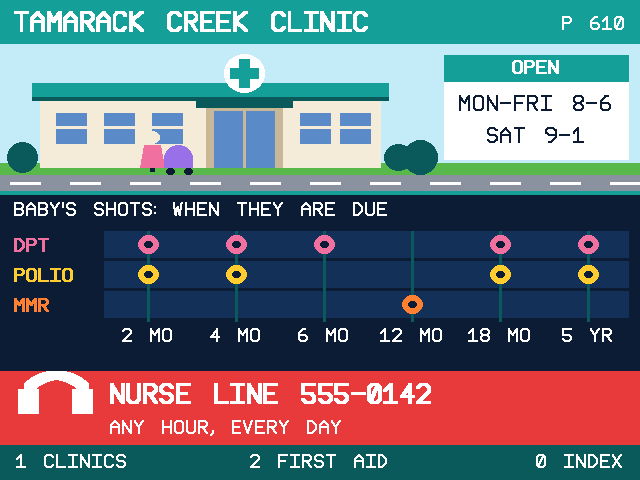 TAMARACK CREEK CLINIC
P 610
OPEN
MON-FRI 8-6
SAT 9-1
BABY'S SHOTS: WHEN THEY ARE DUE
DPT
POLIO
MMR
2 MO 4 MO 6 MO 12 MO 18 MO 5 YR
NURSE LINE 555-0142
ANY HOUR, EVERY DAY
1 CLINICS 2 FIRST AID 0 INDEX